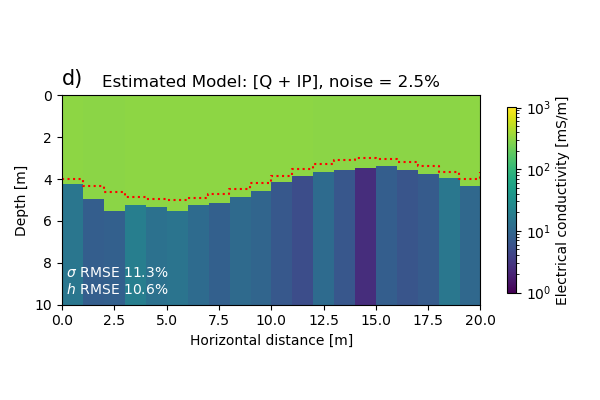 d)
Estimated Model: [Q + IP], noise = 2.5%
0
2
4
6
8
10
Depth [m]
σ RMSE 11.3%
h RMSE 10.6%
0.0 2.5 5.0 7.5 10.0 12.5 15.0 17.5 20.0
Horizontal distance [m]
10³
10²
10¹
10⁰
Electrical conductivity [mS/m]